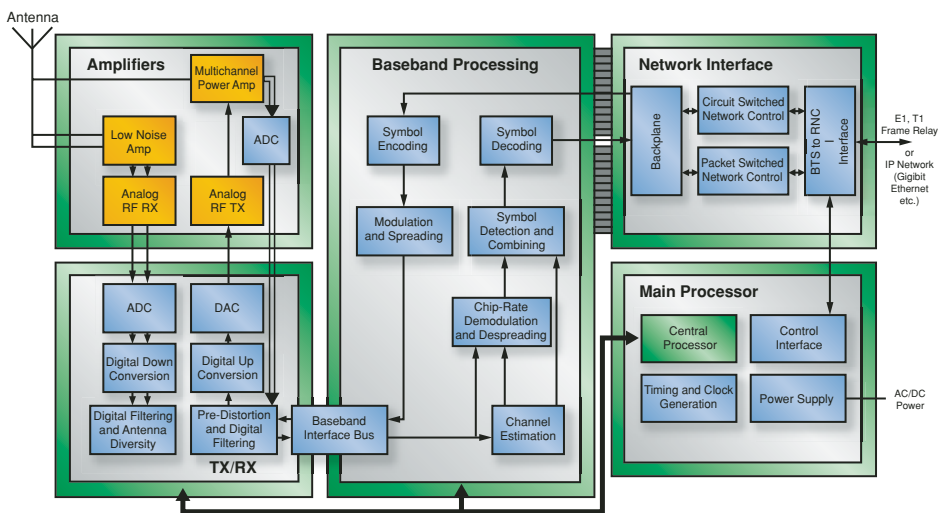 Antenna
Amplifiers
Multichannel
Power Amp
Low Noise
Amp
ADC
Analog
RF RX
Analog
RF TX
ADC
DAC
Digital Down
Conversion
Digital Up
Conversion
Digital Filtering
and Antenna
Diversity
Pre-Distortion
and Digital
Filtering
TX/RX
Baseband
Interface Bus
Baseband Processing
Symbol
Encoding
Symbol
Decoding
Modulation
and Spreading
Symbol
Detection and
Combining
Chip-Rate
Demodulation
and Despreading
Channel
Estimation
Network Interface
Backplane
Circuit Switched
Network Control
Packet Switched
Network Control
BTS to RNC
I
Interface
E1, T1
Frame Relay
or
IP Network
(Gigibit
Ethernet
etc.)
Main Processor
Central
Processor
Control
Interface
Timing and Clock
Generation
Power Supply
AC/DC
Power